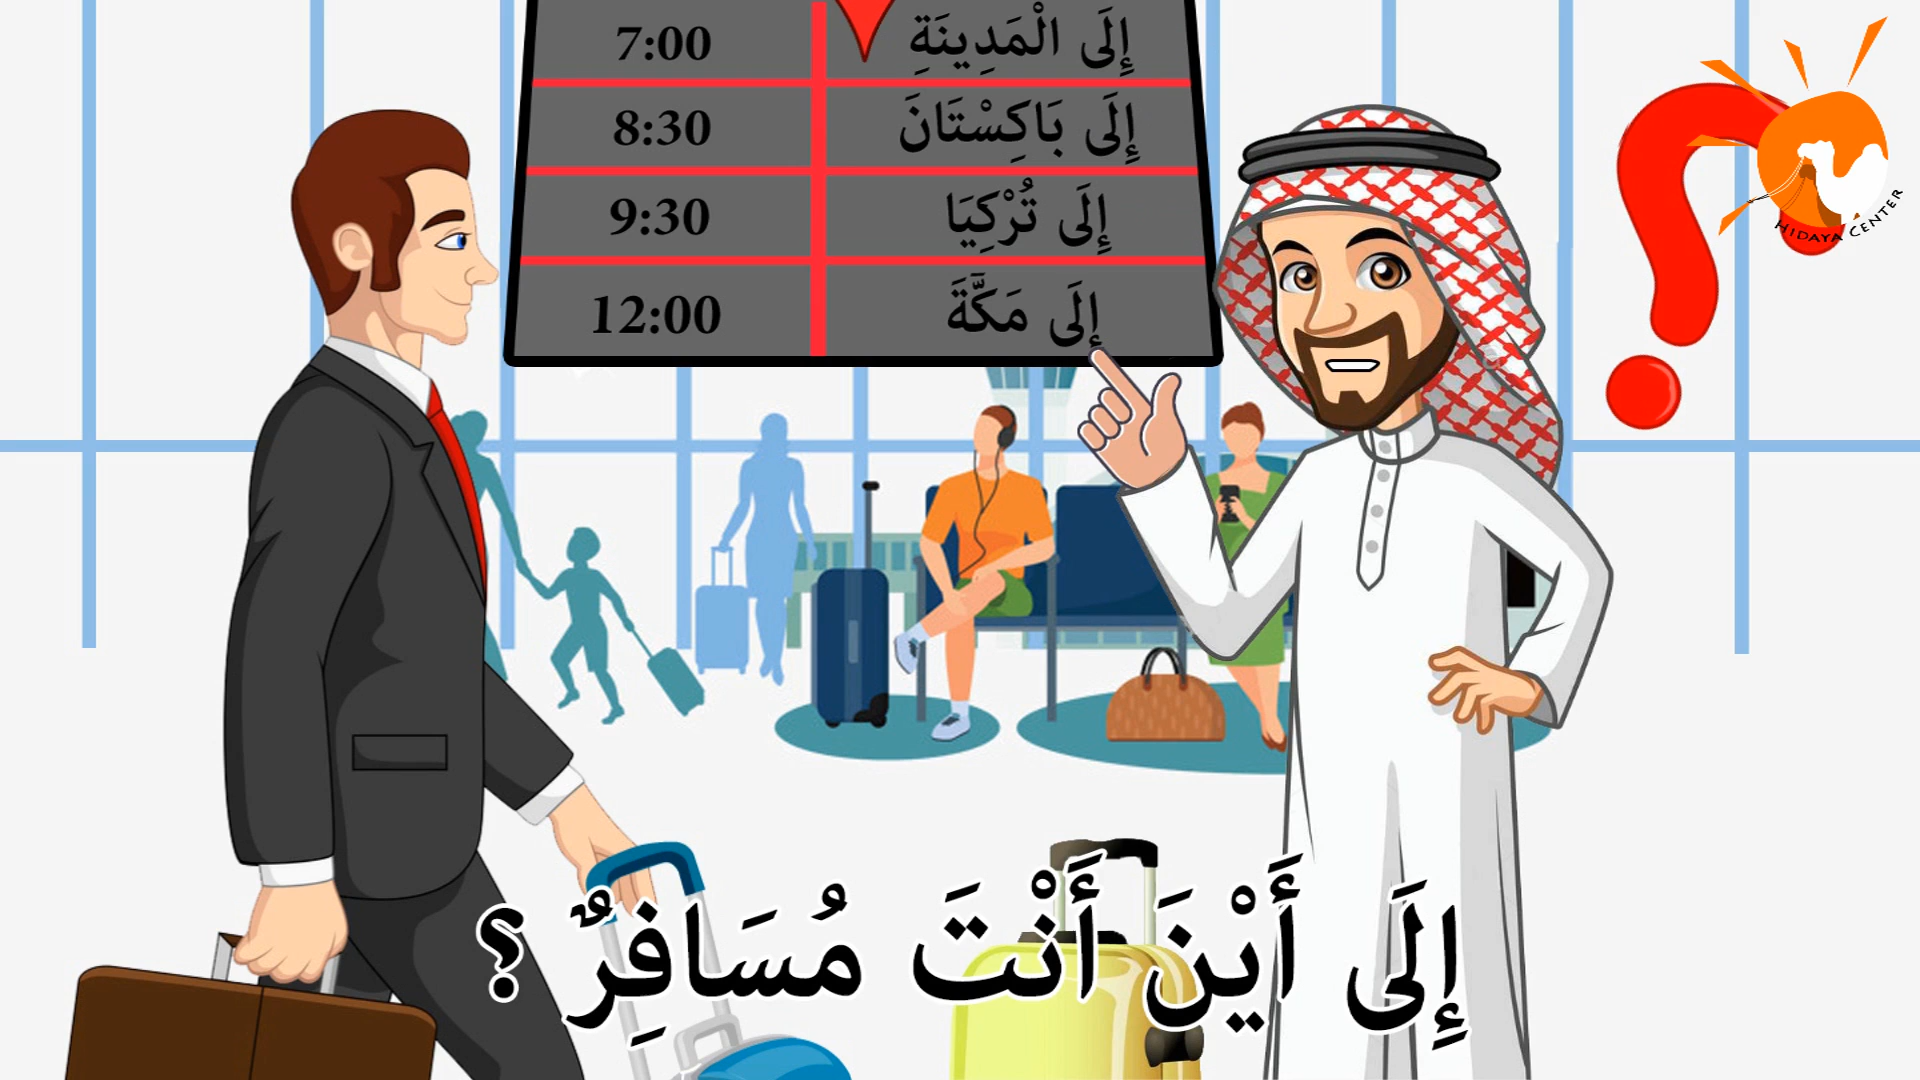 إِلَى الْمَدِينَةِ 7:00
إِلَى بَاكِسْتَانَ 8:30
إِلَى تُرْكِيَا 9:30
إِلَى مَكَّةَ 12:00
HIDAYA CENTER
إِلَى أَيْنَ أَنْتَ مُسَافِرٌ ؟